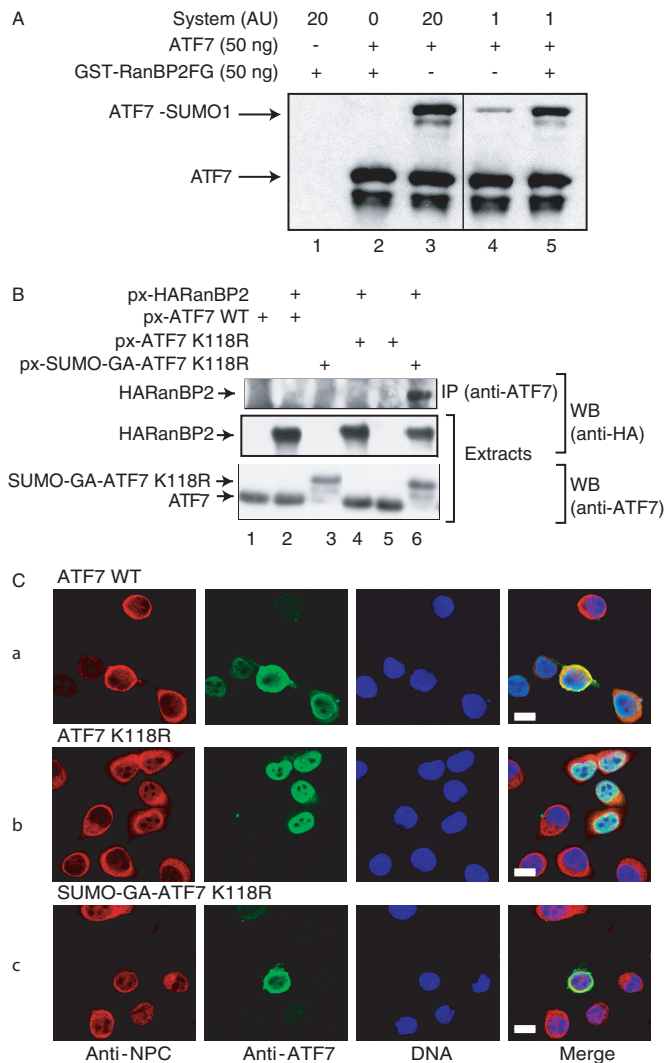 A
System (AU) 20 0 20 1 1
ATF7 (50 ng) - + + + +
GST-RanBP2FG (50 ng) + + - - +
ATF7 -SUMO1
ATF7
1 2 3 4 5
B
px-HARanBP2 + + +
px-ATF7 WT + +
px-ATF7 K118R + +
px-SUMO-GA-ATF7 K118R + +
HARanBP2 IP (anti-ATF7)
WB
(anti-HA)
HARanBP2
Extracts
SUMO-GA-ATF7 K118R
ATF7
WB
(anti-ATF7)
1 2 3 4 5 6
C
ATF7 WT
a
ATF7 K118R
b
SUMO-GA-ATF7 K118R
c
Anti-NPC Anti-ATF7 DNA Merge